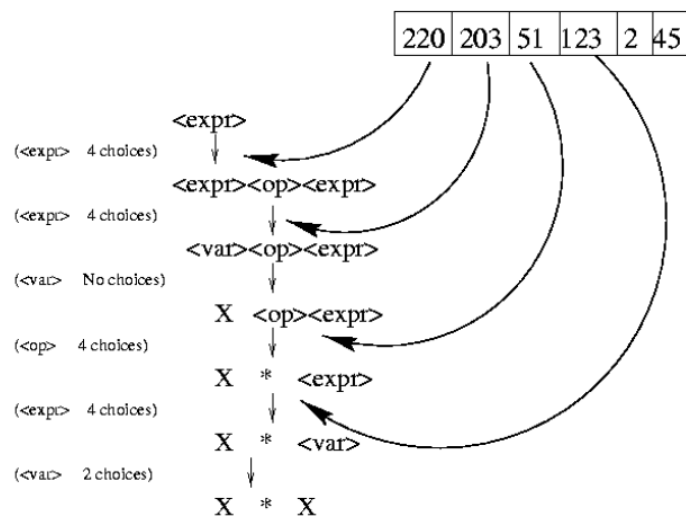 220 203 51 123 2 45
<expr>
(<expr> 4 choices)
<expr><op><expr>
(<expr> 4 choices)
<var><op><expr>
(<var> No choices)
X <op><expr>
(<op> 4 choices)
X * <expr>
(<expr> 4 choices)
X * <var>
(<var> 2 choices)
X * X